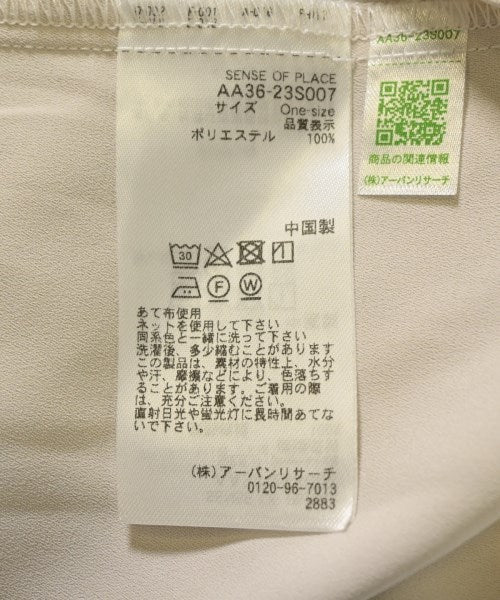 SENSE OF PLACE
AA36-23S007
サイズ One-size
品質表示
ポリエステル 100%
中国製
30
F W
あて布使用
ネットを使用して下さい
同系色と一緒に洗って下さい
洗濯後、多少縮むことがあります
この製品は、素材の特性上、水分
や汗、摩擦などにより、色落ちす
ることがあります。ご着用の際
は、充分ご注意ください。
直射日光や蛍光灯に長時間あてな
いで下さい。
(株)アーバンリサーチ
0120-96-7013
2883
AA36-23S007
商品の関連情報
(株)アーバンリサーチ